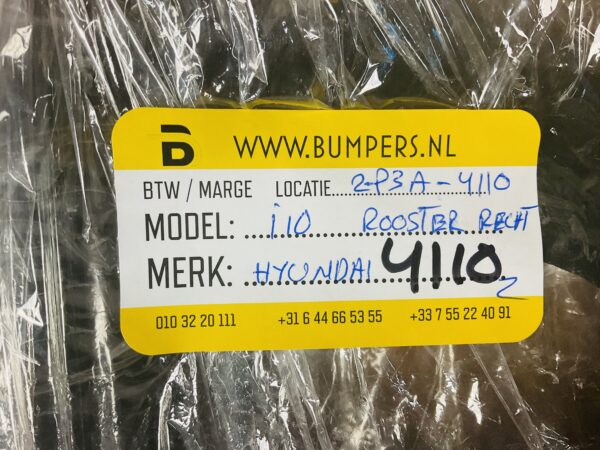 WWW.BUMPERS.NL
BTW / MARGE LOCATIE 2-P3A-4110
MODEL: i10 ROOSTER RECHT
MERK: HYUNDAI 4110
010 32 20 111 +31 6 44 66 53 55 +33 7 55 22 40 91